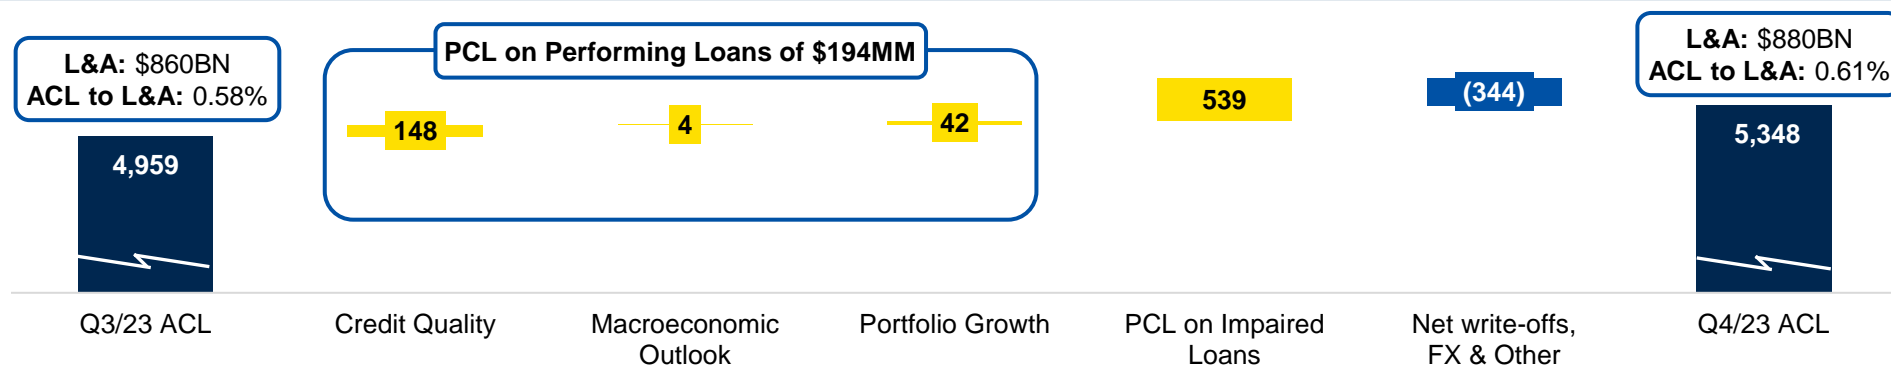 PCL on Performing Loans of $194MM
L&A: $860BN
ACL to L&A: 0.58%
L&A: $880BN
ACL to L&A: 0.61%
4,959
148
4
42
539
(344)
5,348
Q3/23 ACL
Credit Quality
Macroeconomic
Outlook
Portfolio Growth
PCL on Impaired
Loans
Net write-offs,
FX & Other
Q4/23 ACL